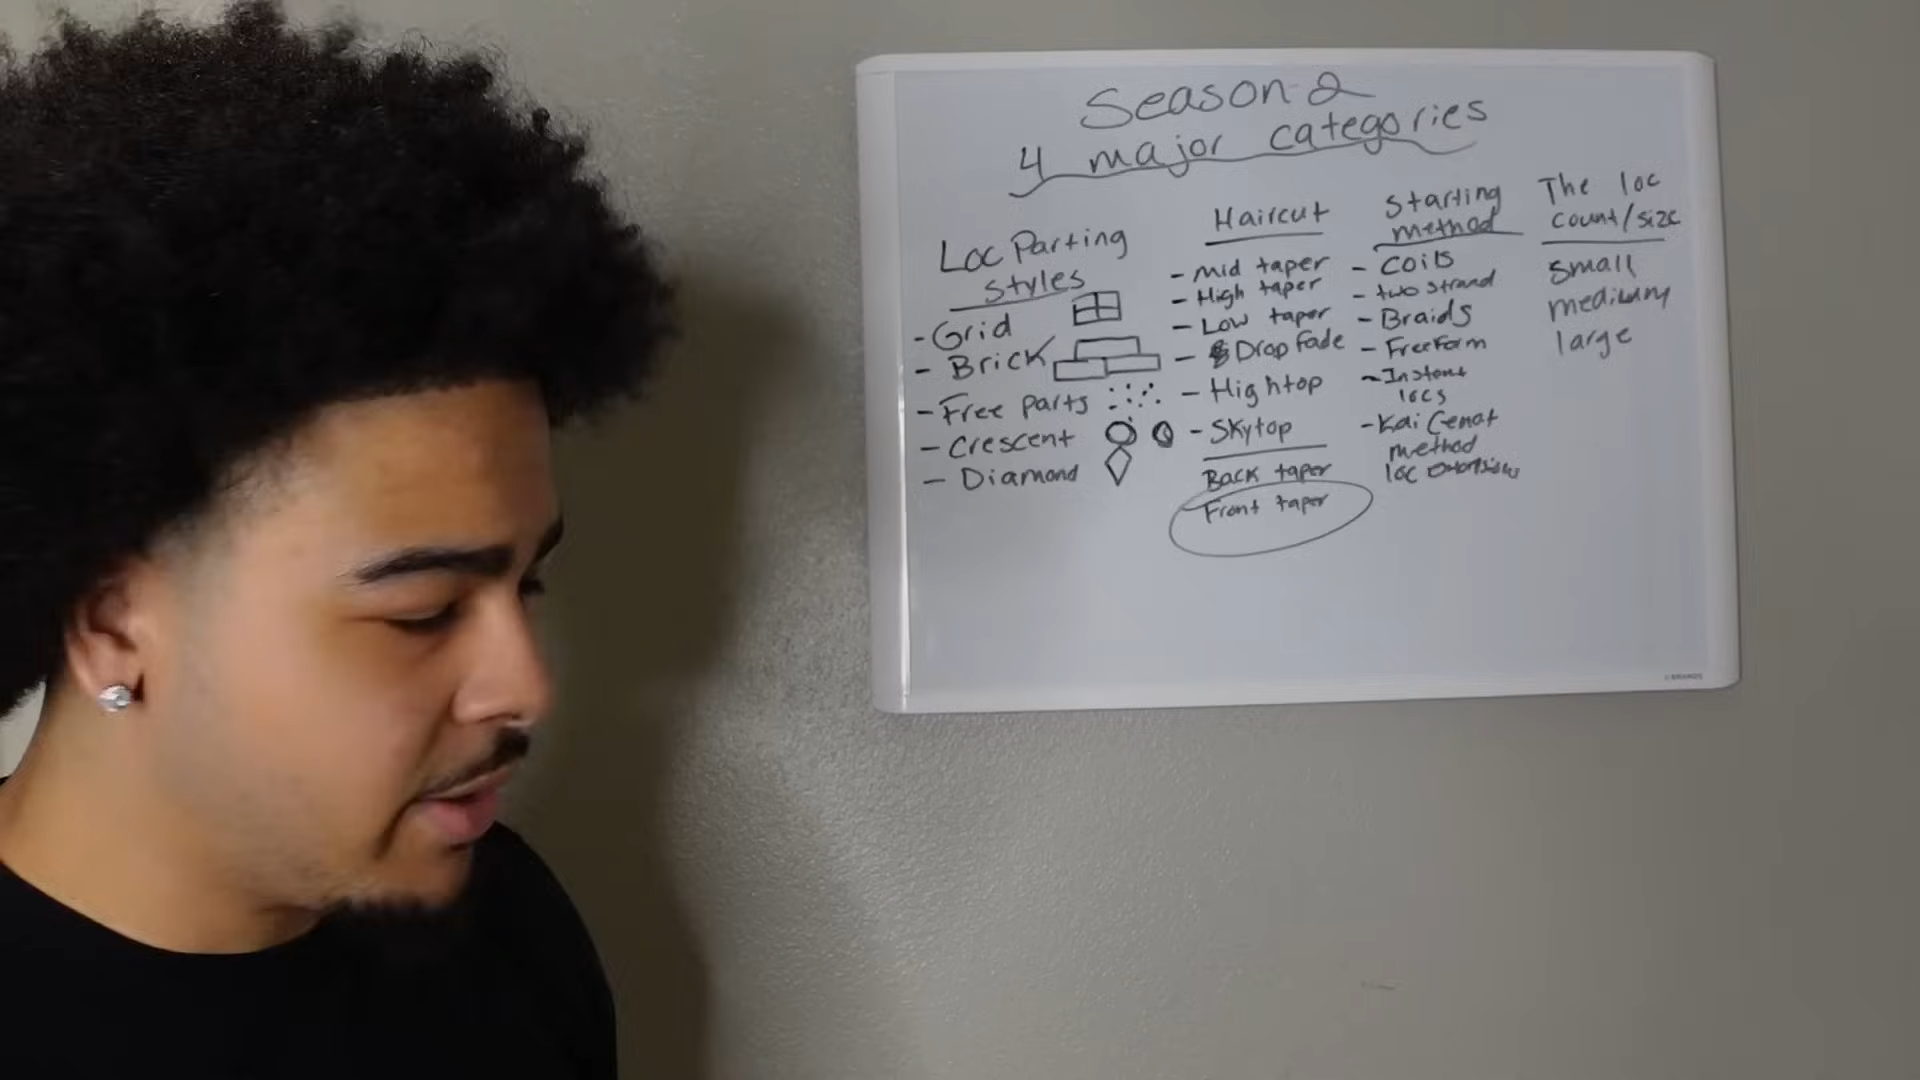 Season 2
4 major categories
Loc Parting
styles
- Grid
- Brick
- Free parts
- Crescent
- Diamond
Haircut
- mid taper
- High taper
- Low taper
- Drop fade
- Hightop
- Skytop
Back taper
Front taper
Starting
method
- coils
- two strand
- Braids
- Freeform
- Instant
locs
- Kai Cenat
method
loc
The loc
count/size
small
medium
large